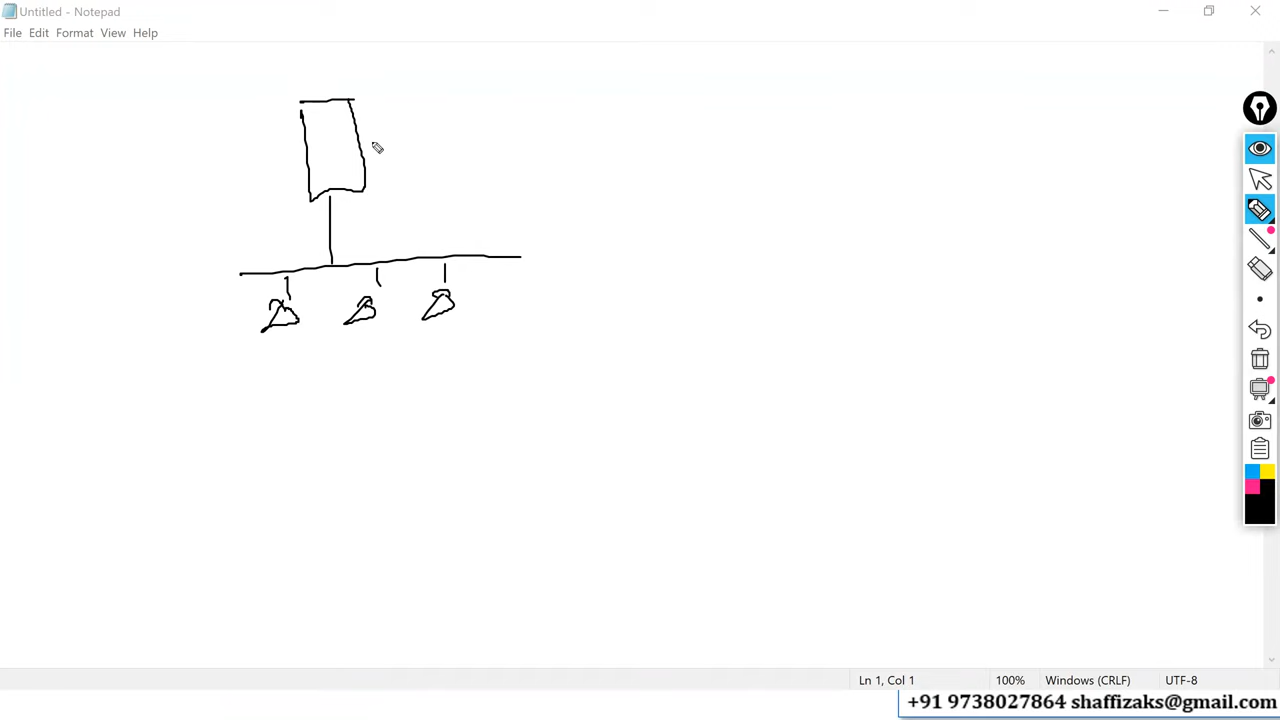 Untitled - Notepad
File Edit Format View Help
Ln 1, Col 1 100% Windows (CRLF) UTF-8
+91 9738027864 shaffizaks@gmail.com